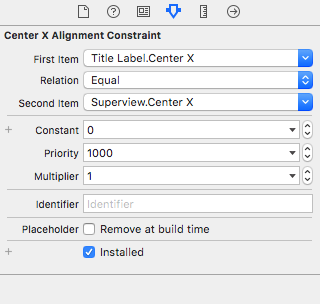 Center X Alignment Constraint
First Item Title Label.Center X
Relation Equal
Second Item Superview.Center X
+ Constant 0
Priority 1000
Multiplier 1
Identifier Identifier
Placeholder Remove at build time
+ Installed